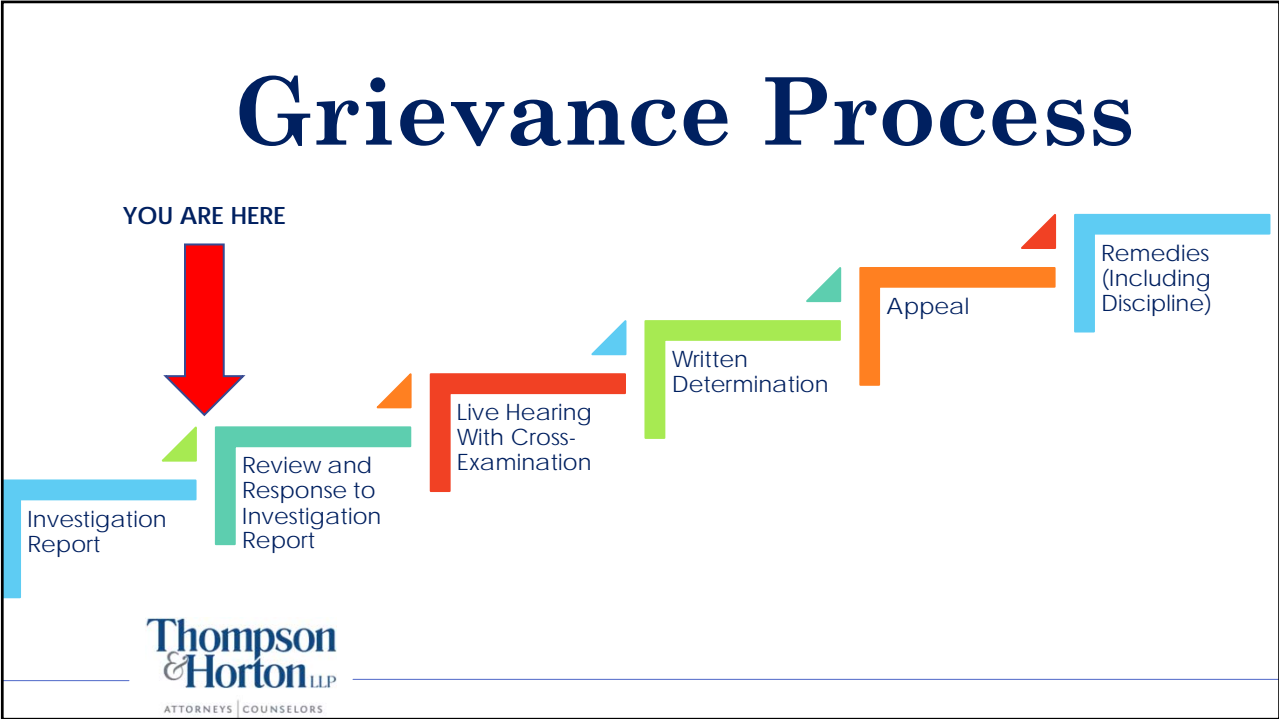 Grievance Process
YOU ARE HERE
Investigation
Report
Review and
Response to
Investigation
Report
Live Hearing
With Cross-
Examination
Written
Determination
Appeal
Remedies
(Including
Discipline)
Thompson
&Horton LLP
ATTORNEYS | COUNSELORS